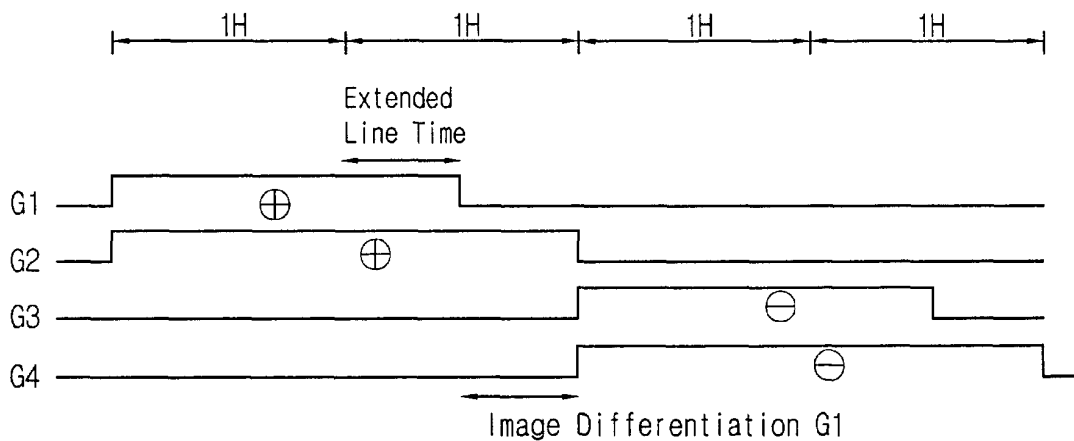 1H 1H 1H 1H
Extended
Line Time
G1
G2
G3
G4
Image Differentiation G1